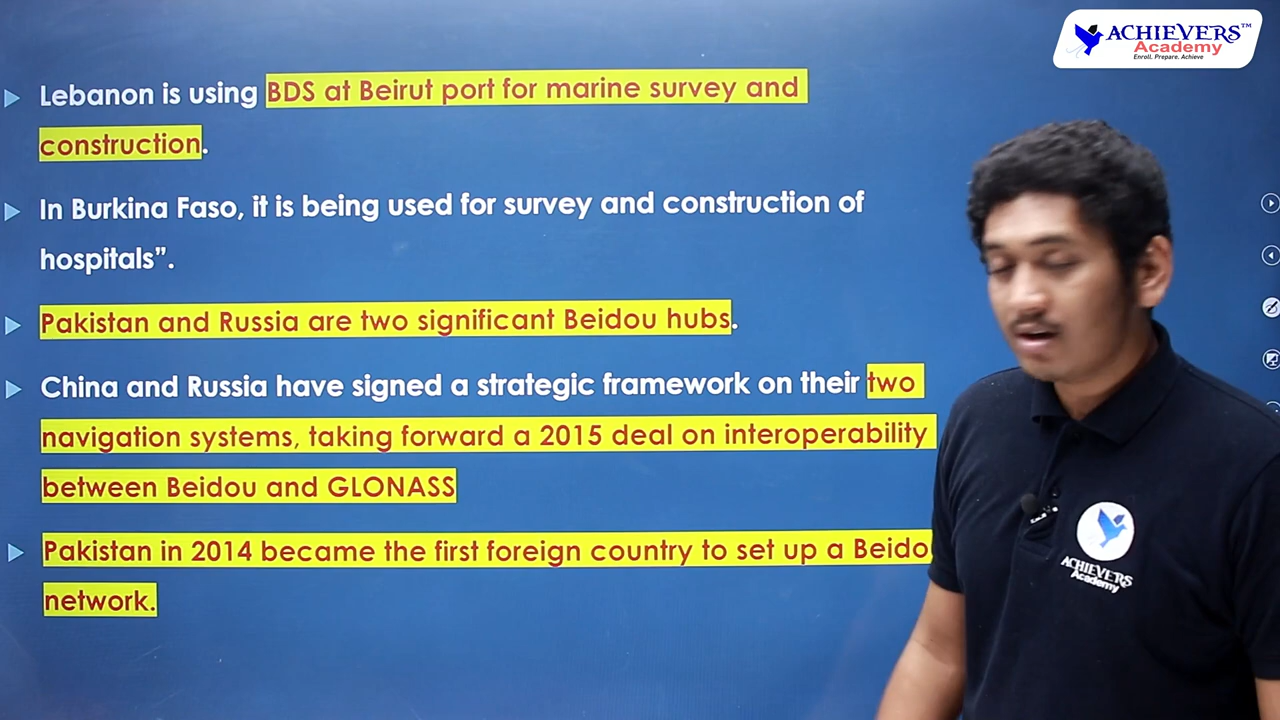 ACHIEVERS™
Academy
Enroll. Prepare. Achieve
Lebanon is using BDS at Beirut port for marine survey and
construction.
In Burkina Faso, it is being used for survey and construction of
hospitals”.
Pakistan and Russia are two significant Beidou hubs.
China and Russia have signed a strategic framework on their two
navigation systems, taking forward a 2015 deal on interoperability
between Beidou and GLONASS
Pakistan in 2014 became the first foreign country to set up a Beido
network.
ACHIEVERS
Academy